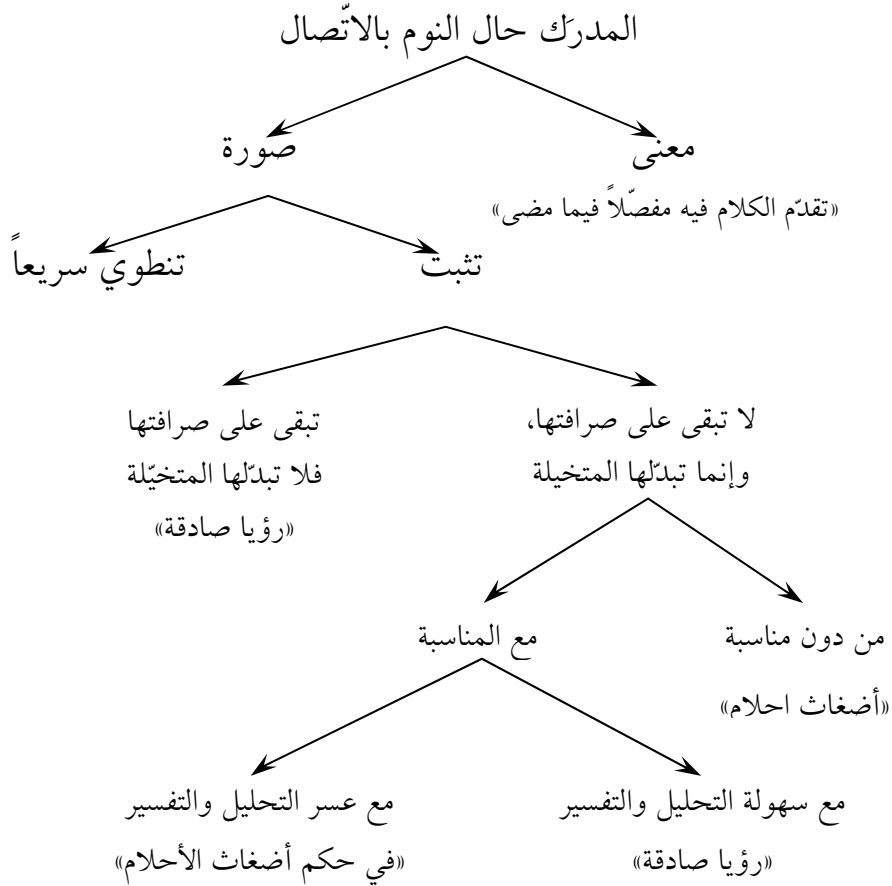 المدرَك حال النوم بالاتّصال
معنى
صورة
«تقدّم الكلام فيه مفصّلاً فيما مضى»
تثبت
تنطوي سريعاً
لا تبقى على صرافتها،
وإنما تبدّلها المتخيلة
تبقى على صرافتها
فلا تبدّلها المتخيّلة
«رؤيا صادقة»
من دون مناسبة
«أضغاث احلام»
مع المناسبة
مع سهولة التحليل والتفسير
«رؤيا صادقة»
مع عسر التحليل والتفسير
«في حكم أضغاث الأحلام»